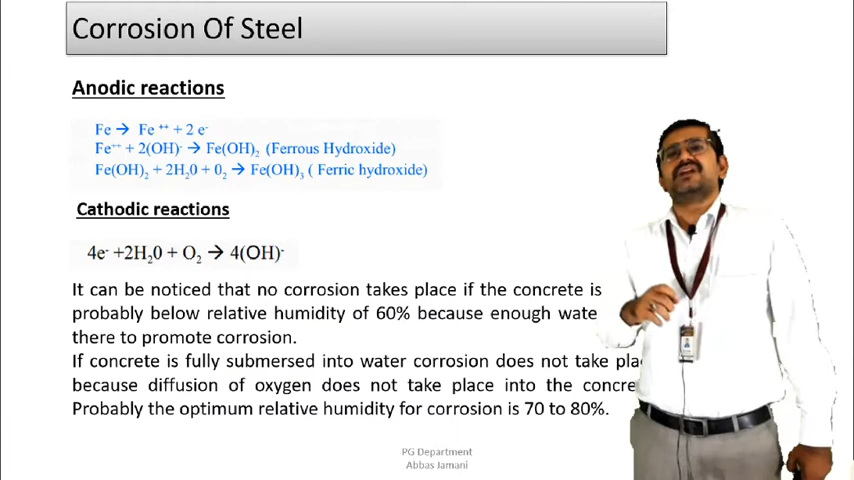 Corrosion Of Steel
Anodic reactions
Fe → Fe ⁺⁺ + 2 e⁻
Fe⁺⁺ + 2(OH)⁻ → Fe(OH)₂ (Ferrous Hydroxide)
Fe(OH)₂ + 2H₂0 + 0₂ → Fe(OH)₃ ( Ferric hydroxide)
Cathodic reactions
4e⁻ +2H₂0 + O₂ → 4(OH)⁻
It can be noticed that no corrosion takes place if the concrete is
probably below relative humidity of 60% because enough wate
there to promote corrosion.
If concrete is fully submersed into water corrosion does not take pla
because diffusion of oxygen does not take place into the concre
Probably the optimum relative humidity for corrosion is 70 to 80%.
PG Department
Abbas Jamani